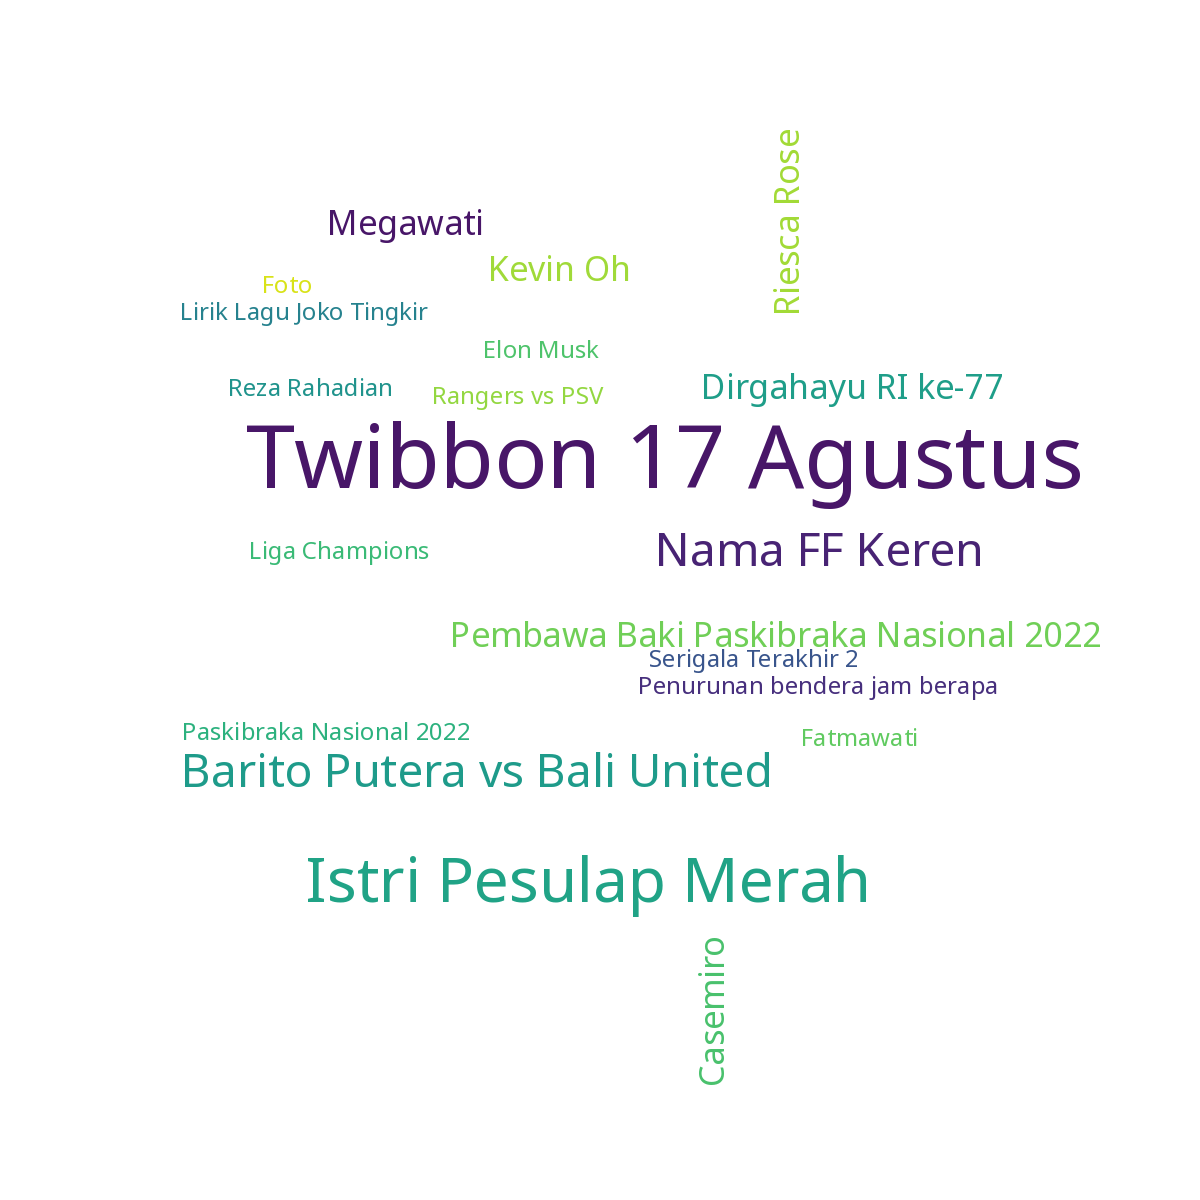 Riesca Rose
Megawati
Kevin Oh
Foto
Lirik Lagu Joko Tingkir
Elon Musk
Reza Rahadian
Rangers vs PSV
Dirgahayu RI ke-77
Twibbon 17 Agustus
Liga Champions
Nama FF Keren
Pembawa Baki Paskibraka Nasional 2022
Serigala Terakhir 2
Penurunan bendera jam berapa
Paskibraka Nasional 2022
Fatmawati
Barito Putera vs Bali United
Istri Pesulap Merah
Casemiro